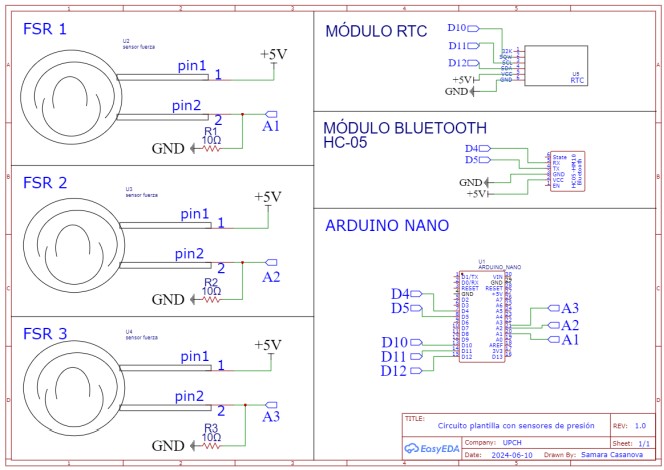 FSR 1
U2
sensor fuerza
pin1
1
+5V
pin2
2
A1
R1
10Ω
GND
FSR 2
U3
sensor fuerza
pin1
1
+5V
pin2
2
A2
R2
10Ω
GND
FSR 3
U4
sensor fuerza
pin1
1
+5V
pin2
2
A3
R3
10Ω
GND
MÓDULO RTC
D10
D11
D12
+5V
GND
32K
SQW
SCL
SDA
VCC
GND
U5
RTC
MÓDULO BLUETOOTH
HC-05
D4
D5
GND
+5V
State
RX
TX
GND
VCC
EN
Bluetooth
ARDUINO NANO
U1
ARDUINO_NANO
D1/TX
D0/RX
RESET
GND
D2
D3
D4
D5
D6
D7
D8
D9
D10
D11
D12
VIN
GND
RESET
+5V
A7
A6
A5
A4
A3
A2
A1
A0
AREF
3V3
D13
D4
D5
D10
D11
D12
A3
A2
A1
TITLE:
Circuito plantilla con sensores de presión
REV: 1.0
EasyEDA
Company: UPCH
Sheet: 1/1
Date: 2024-06-10
Drawn By: Samara Casanova